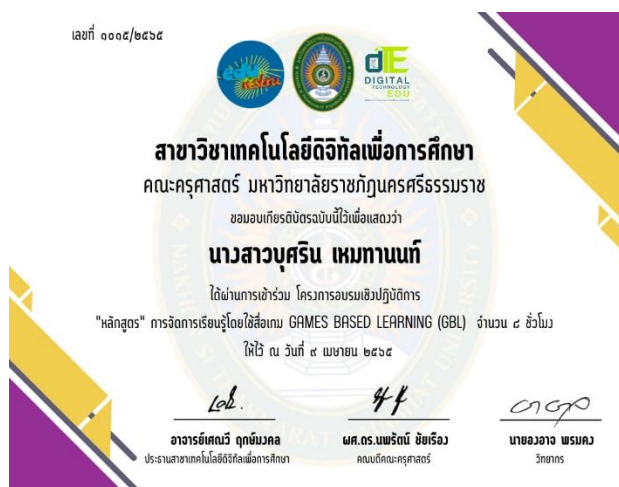 เลขที่ ๑๐๑๕/๒๕๖๕
edu
nstru
dTE
DIGITAL
TECHNOLOGY
EDU
สาขาวิชาเทคโนโลยีดิจิทัลเพื่อการศึกษา
คณะครุศาสตร์ มหาวิทยาลัยราชภัฏนครศรีธรรมราช
ขอมอบเกียรติบัตรฉบับนี้ไว้เพื่อแสดงว่า
นางสาวบุศริน เหมทานนท์
ได้ผ่านการเข้าร่วม โครงการอบรมเชิงปฏิบัติการ
"หลักสูตร" การจัดการเรียนรู้โดยใช้สื่อเกม GAMES BASED LEARNING (GBL) จำนวน ๘ ชั่วโมง
ให้ไว้ ณ วันที่ ๙ เมษายน ๒๕๖๕
อาจารย์เศณวี ฤกษ์มงคล
ผศ.ดร.นพรัตน์ ชัยเรือง
นายองอาจ พรมคง
ประธานสาขาเทคโนโลยีดิจิทัลเพื่อการศึกษา
คณบดีคณะครุศาสตร์
วิทยากร